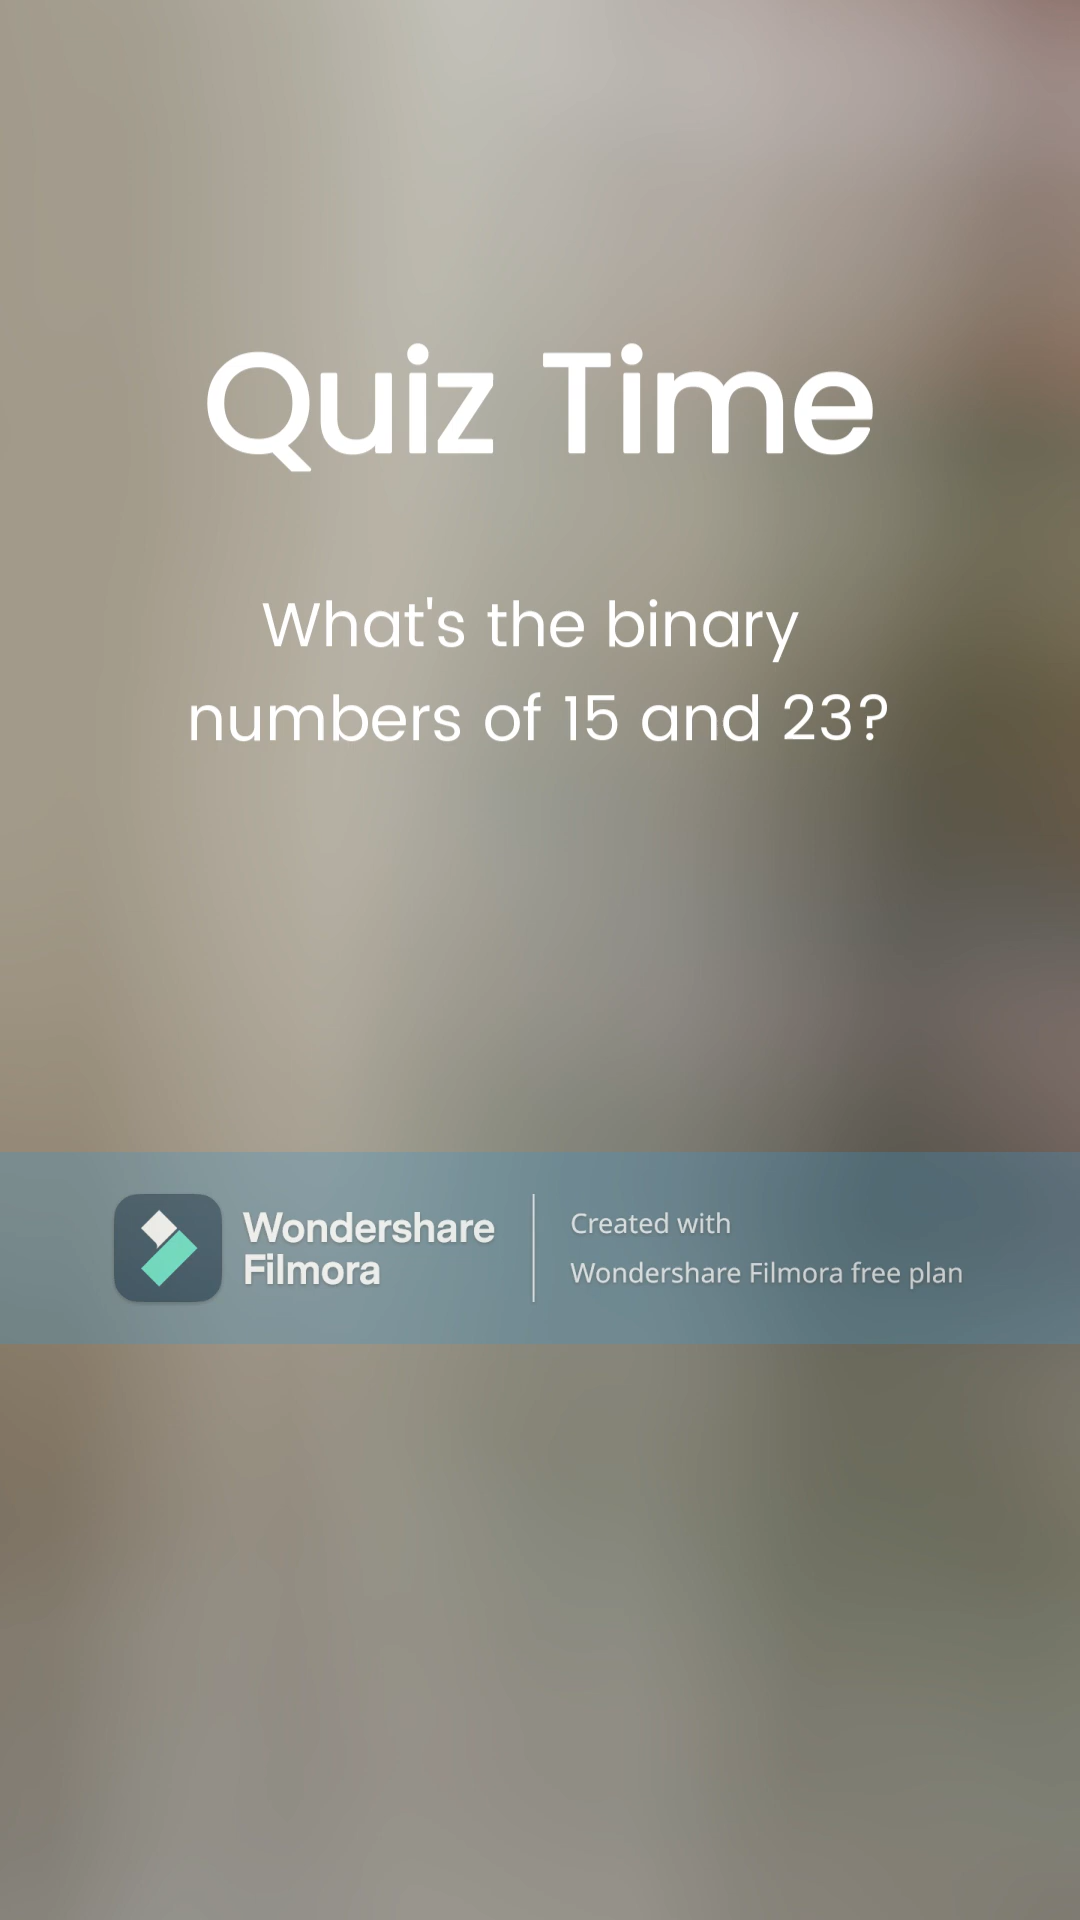 Quiz Time
What's the binary
numbers of 15 and 23?
Wondershare
Filmora
Created with
Wondershare Filmora free plan